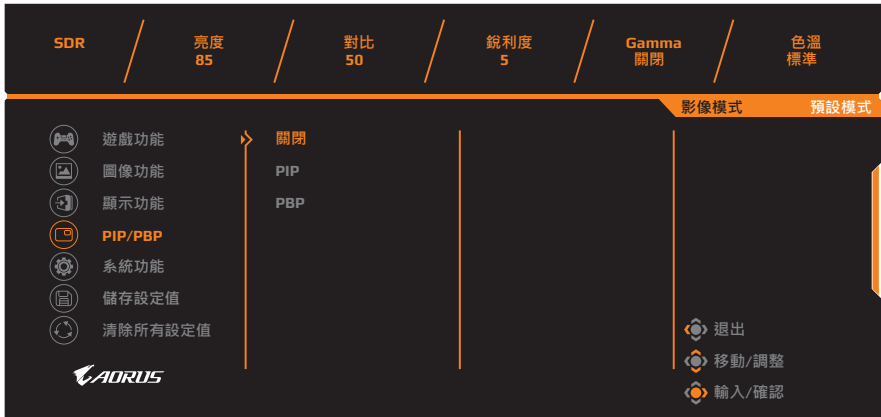 SDR
亮度
85
對比
50
銳利度
5
Gamma
關閉
色溫
標準
影像模式 預設模式
遊戲功能
圖像功能
顯示功能
PIP/PBP
系統功能
儲存設定值
清除所有設定值
關閉
PIP
PBP
退出
移動/調整
輸入/確認
AORUS